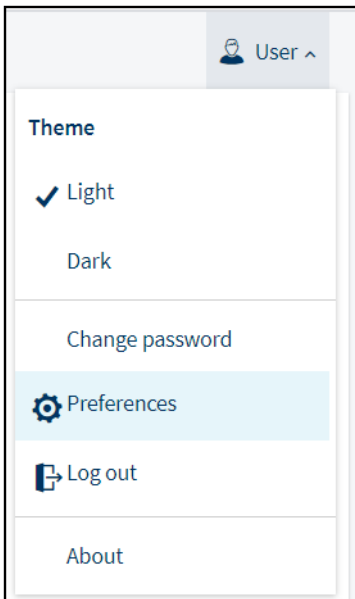 User
Theme
Light
Dark
Change password
Preferences
Log out
About